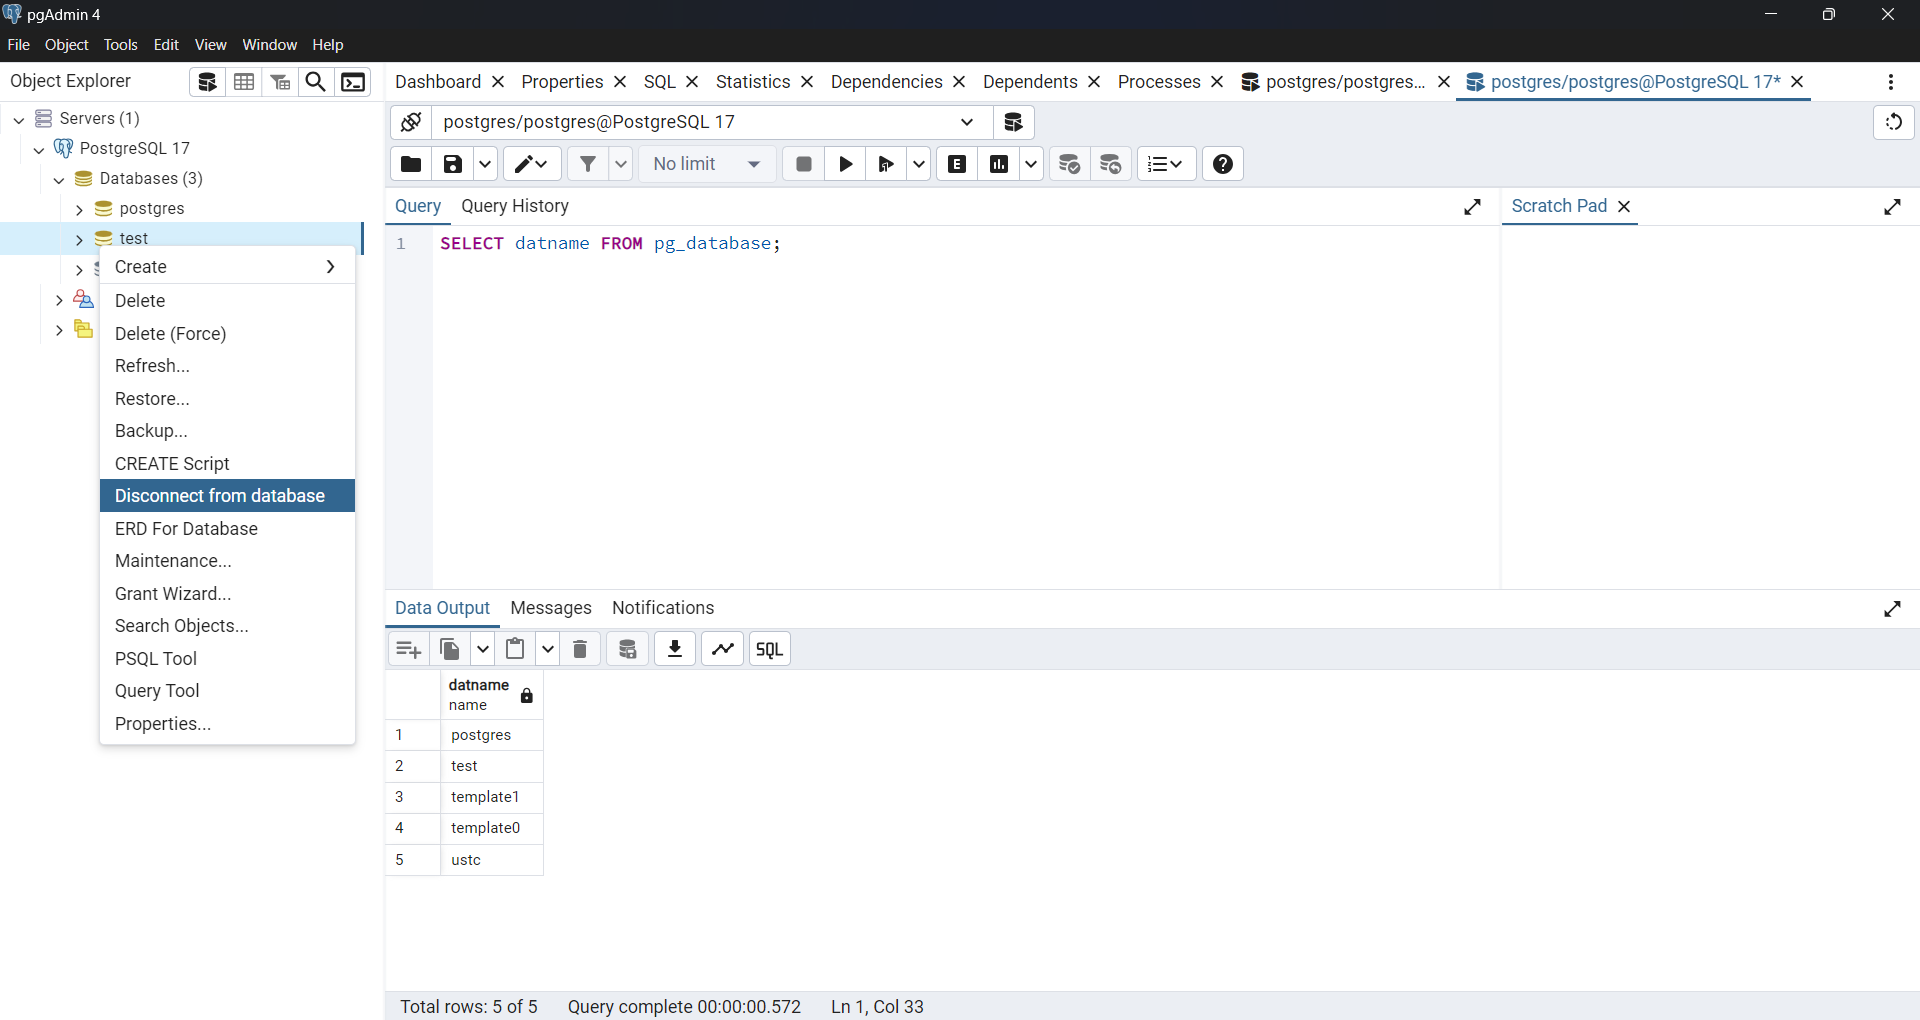 pgAdmin 4
File Object Tools Edit View Window Help
Object Explorer
Dashboard Properties SQL Statistics Dependencies Dependents Processes postgres/postgres... postgres/postgres@PostgreSQL 17*
Servers (1)
PostgreSQL 17
Databases (3)
postgres
test
Create
Delete
Delete (Force)
Refresh...
Restore...
Backup...
CREATE Script
Disconnect from database
ERD For Database
Maintenance...
Grant Wizard...
Search Objects...
PSQL Tool
Query Tool
Properties...
postgres/postgres@PostgreSQL 17
No limit
E
Query Query History
Scratch Pad
1 SELECT datname FROM pg_database;
Data Output Messages Notifications
SQL
datname
name
1 postgres
2 test
3 template1
4 template0
5 ustc
Total rows: 5 of 5 Query complete 00:00:00.572 Ln 1, Col 33